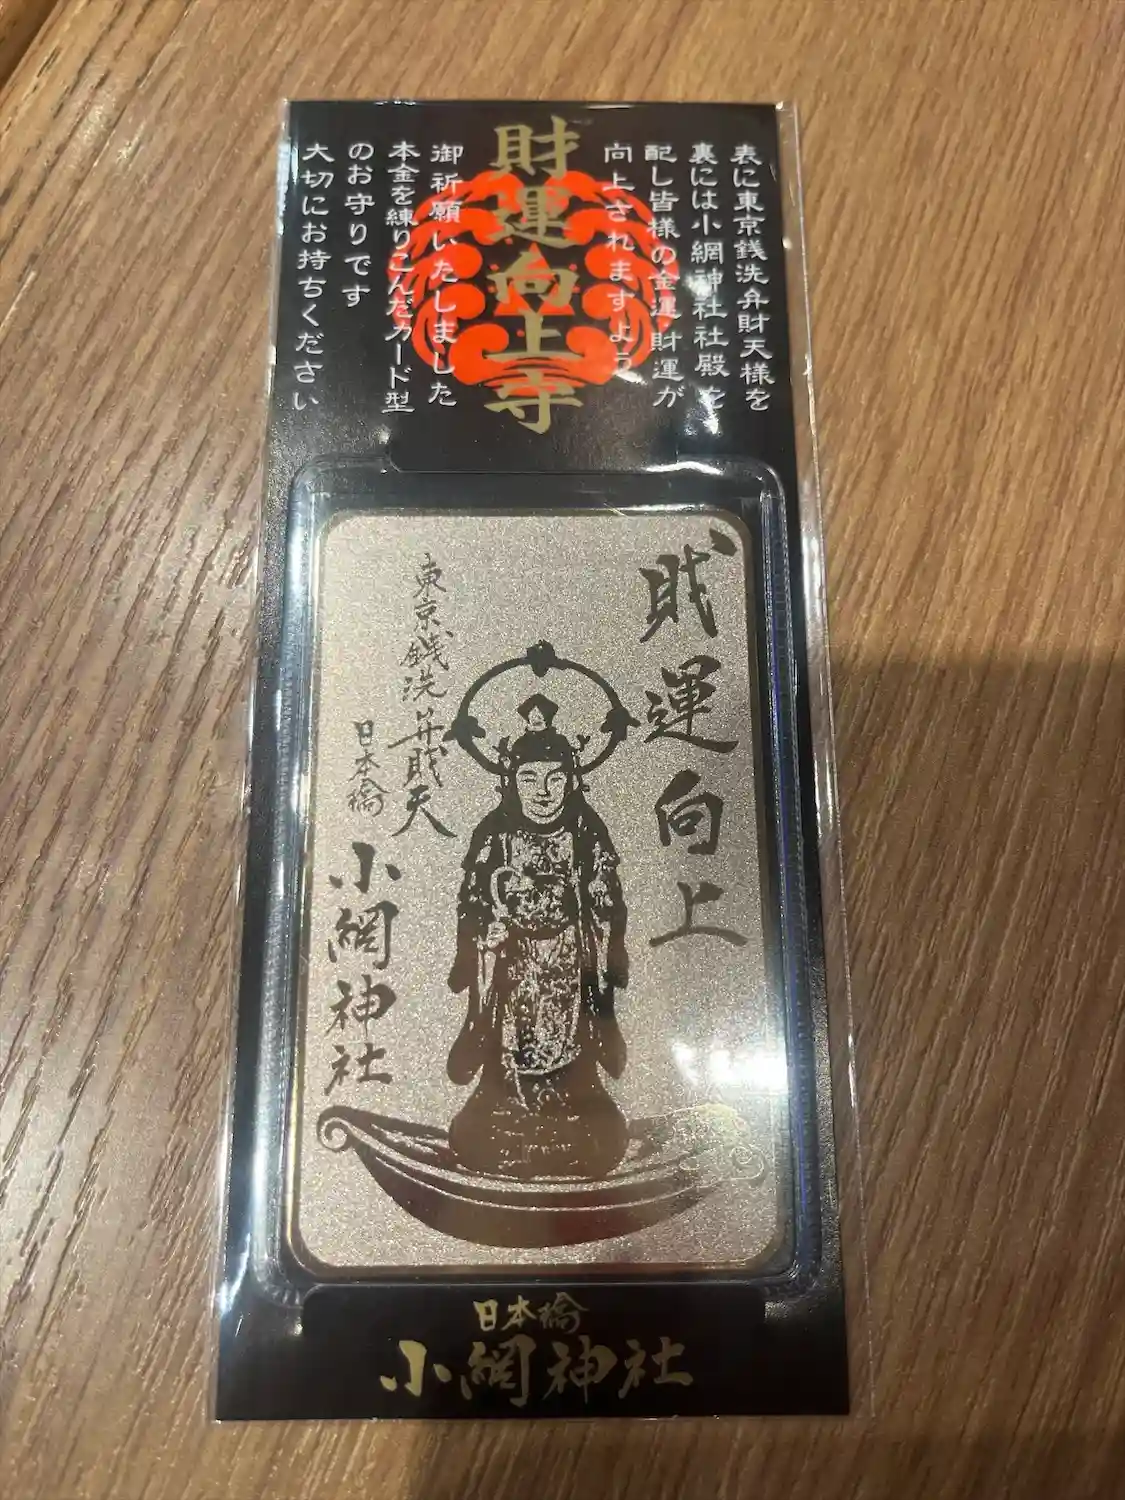 財運向上守
表に東京銭洗弁財天様を
裏には小網神社社殿を
配し皆様の金運財運が
向上されますよう
御祈願いたしました
本金を練りこんだカード型
のお守りです
大切にお持ちください
財運向上
東京銭洗弁財天
日本橋
小網神社
日本橋
小網神社